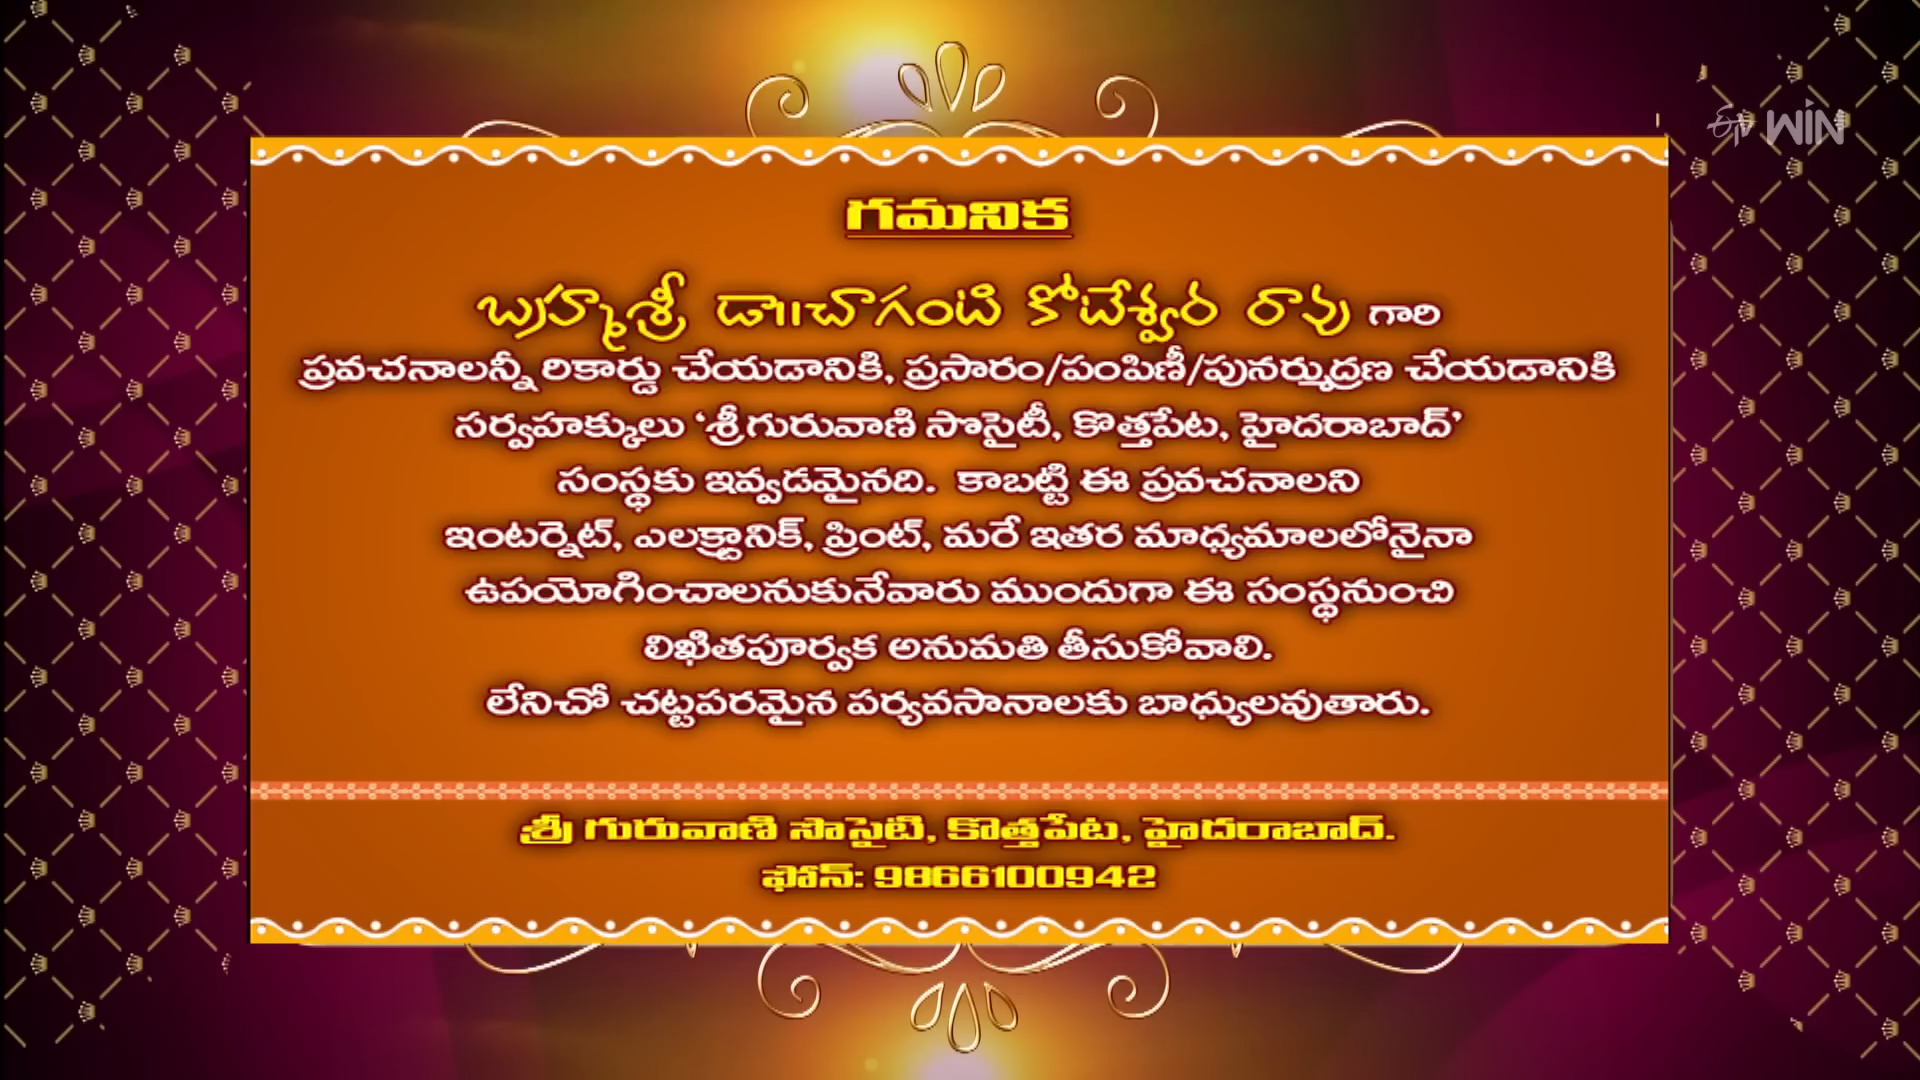 ఈటీవీ WIN
గమనిక
బ్రహ్మశ్రీ డా॥చాగంటి కోటేశ్వర రావు గారి
ప్రవచనాలన్నీ రికార్డు చేయడానికి, ప్రసారం/పంపిణీ/పునర్ముద్రణ చేయడానికి
సర్వహక్కులు ‘శ్రీగురువాణి సొసైటీ, కొత్తపేట, హైదరాబాద్’
సంస్థకు ఇవ్వడమైనది. కాబట్టి ఈ ప్రవచనాలని
ఇంటర్నెట్, ఎలక్ట్రానిక్, ప్రింట్, మరే ఇతర మాధ్యమాలలోనైనా
ఉపయోగించాలనుకునేవారు ముందుగా ఈ సంస్థనుంచి
లిఖితపూర్వక అనుమతి తీసుకోవాలి.
లేనిచో చట్టపరమైన పర్యవసానాలకు బాధ్యులవుతారు.
శ్రీ గురువాణి సొసైటి, కొత్తపేట, హైదరాబాద్.
ఫోన్: 9866100942